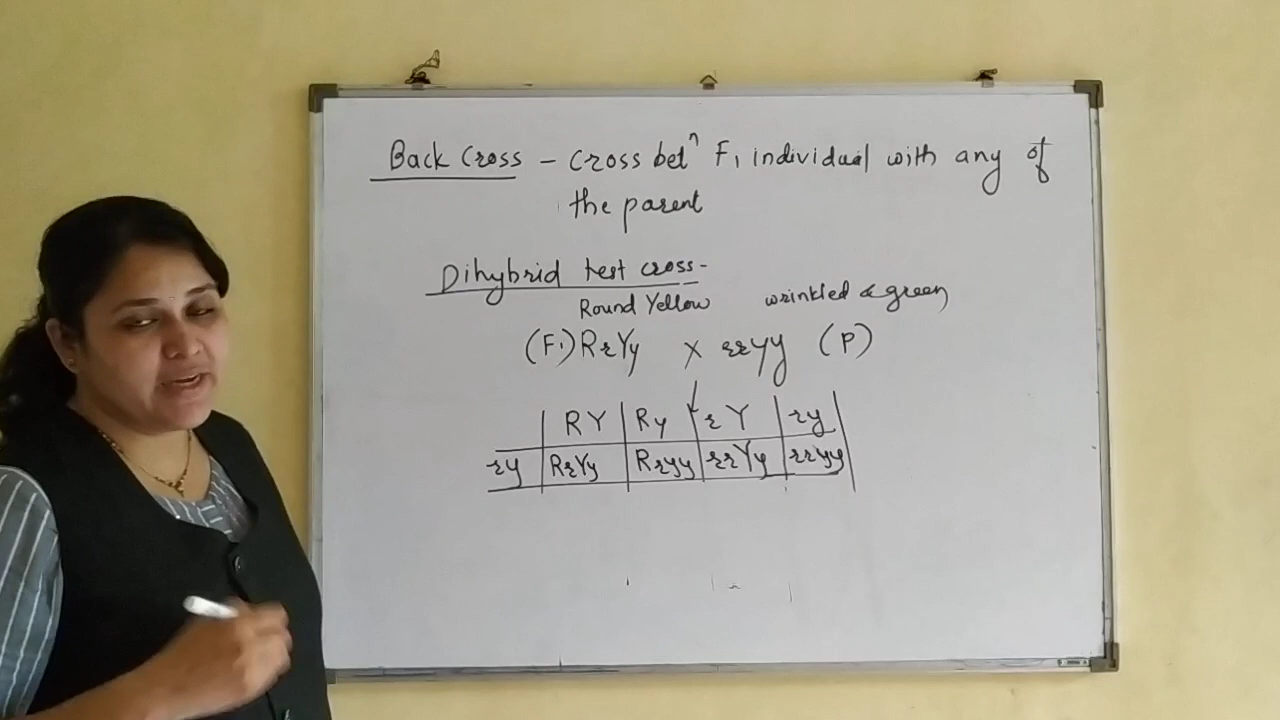 Back Cross - Cross betⁿ F₁ individual with any of
the parent
Dihybrid test cross-
Round Yellow wrinkled & green
(F₁) RrYy × rryy (P)
RY Ry rY ry
ry RrYy Rryy rrYy rryy